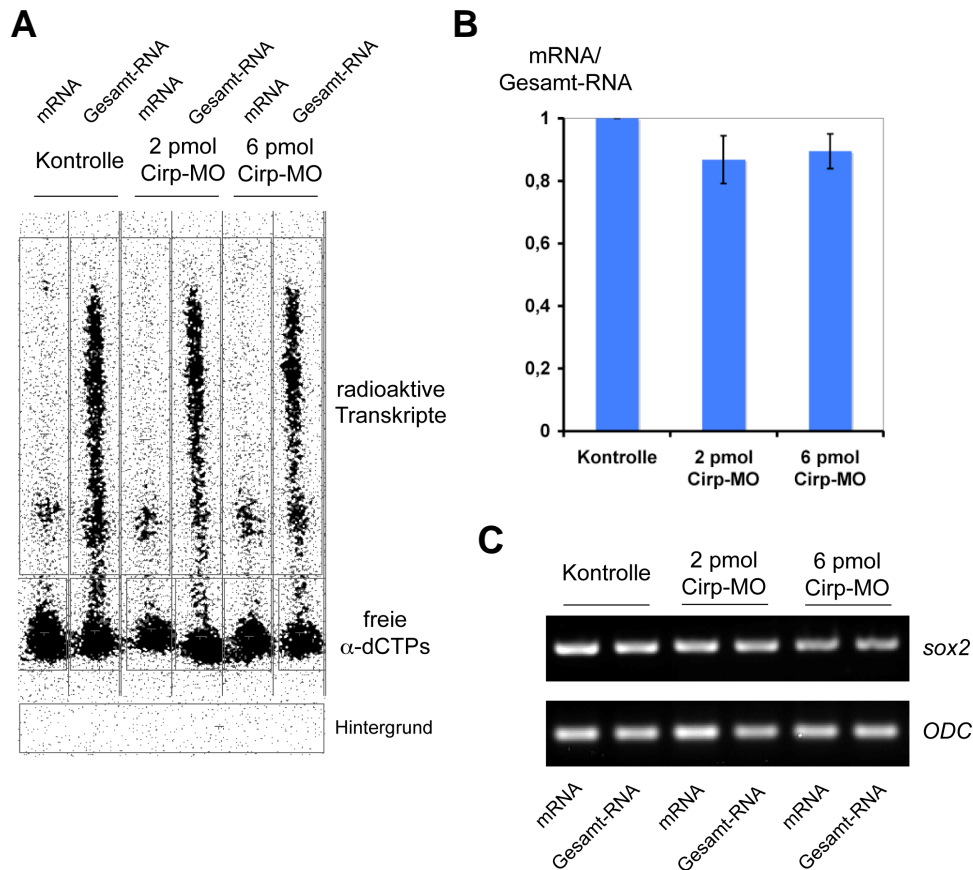 A
mRNA
Gesamt-RNA
mRNA
Gesamt-RNA
mRNA
Gesamt-RNA
Kontrolle
2 pmol
Cirp-MO
6 pmol
Cirp-MO
radioaktive
Transkripte
freie
α-dCTPs
Hintergrund
B
mRNA/
Gesamt-RNA
1
0,8
0,6
0,4
0,2
0
Kontrolle
2 pmol
Cirp-MO
6 pmol
Cirp-MO
C
Kontrolle
2 pmol
Cirp-MO
6 pmol
Cirp-MO
sox2
ODC
mRNA
Gesamt-RNA
mRNA
Gesamt-RNA
mRNA
Gesamt-RNA